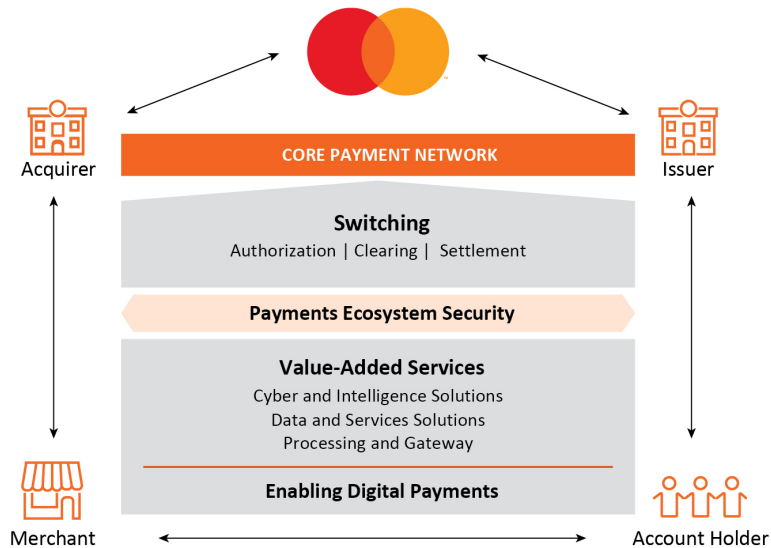 Acquirer
Issuer
CORE PAYMENT NETWORK
Switching
Authorization | Clearing | Settlement
Payments Ecosystem Security
Value-Added Services
Cyber and Intelligence Solutions
Data and Services Solutions
Processing and Gateway
Enabling Digital Payments
Merchant
Account Holder